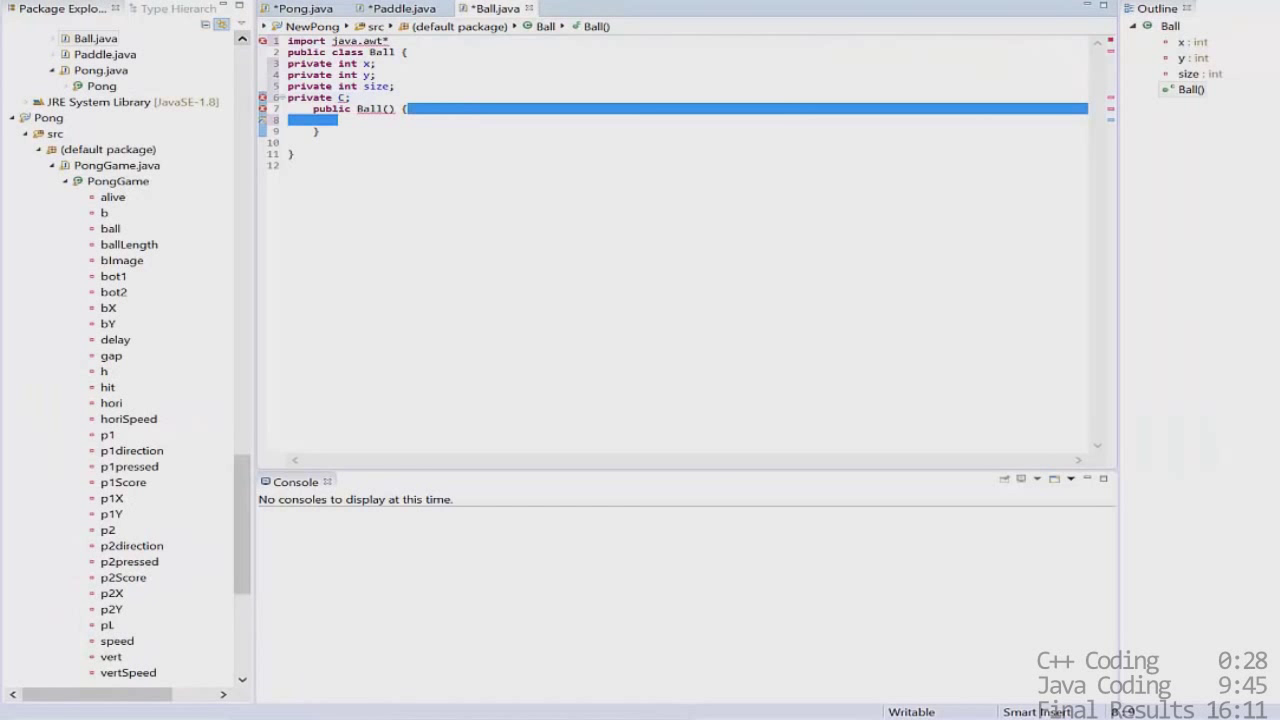 Package Explo...
Type Hierarch
Ball.java
Paddle.java
Pong.java
Pong
JRE System Library [JavaSE-1.8]
Pong
src
(default package)
PongGame.java
PongGame
alive
b
ball
ballLength
bImage
bot1
bot2
bX
bY
delay
gap
h
hit
hori
horiSpeed
p1
p1direction
p1pressed
p1Score
p1X
p1Y
p2
p2direction
p2pressed
p2Score
p2X
p2Y
pL
speed
vert
vertSpeed
*Pong.java
*Paddle.java
*Ball.java
NewPong
src
(default package)
Ball
Ball()
1 import java.awt*
2 public class Ball {
3 private int x;
4 private int y;
5 private int size;
6 private C;
7 public Ball() {
8
9 }
10
11 }
12
Console
No consoles to display at this time.
Outline
Ball
x : int
y : int
size : int
Ball()
C++ Coding 0:28
Java Coding 9:45
Final Results 16:11
Writable
Smart Insert